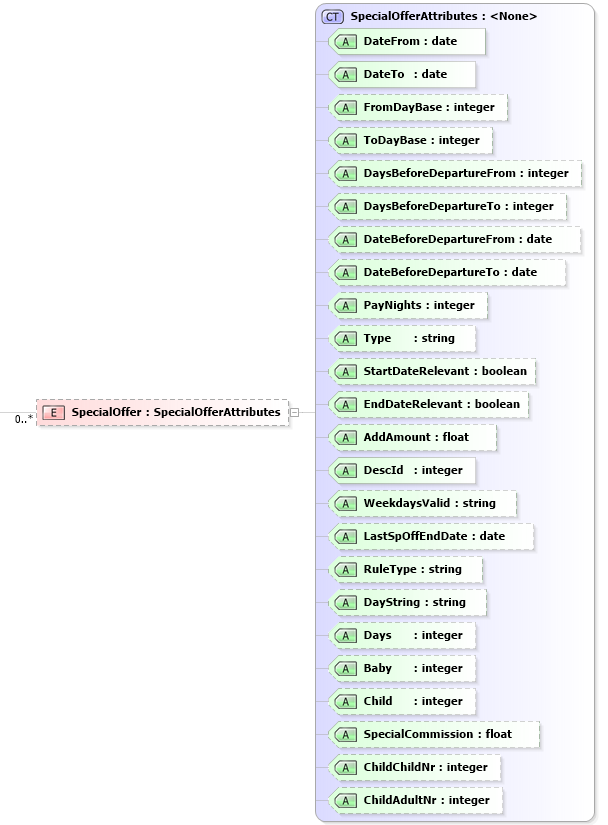 CT SpecialOfferAttributes : <None>
A DateFrom : date
A DateTo : date
A FromDayBase : integer
A ToDayBase : integer
A DaysBeforeDepartureFrom : integer
A DaysBeforeDepartureTo : integer
A DateBeforeDepartureFrom : date
A DateBeforeDepartureTo : date
A PayNights : integer
A Type : string
A StartDateRelevant : boolean
A EndDateRelevant : boolean
E SpecialOffer : SpecialOfferAttributes
0..*
A AddAmount : float
A DescId : integer
A WeekdaysValid : string
A LastSpOffEndDate : date
A RuleType : string
A DayString : string
A Days : integer
A Baby : integer
A Child : integer
A SpecialCommission : float
A ChildChildNr : integer
A ChildAdultNr : integer